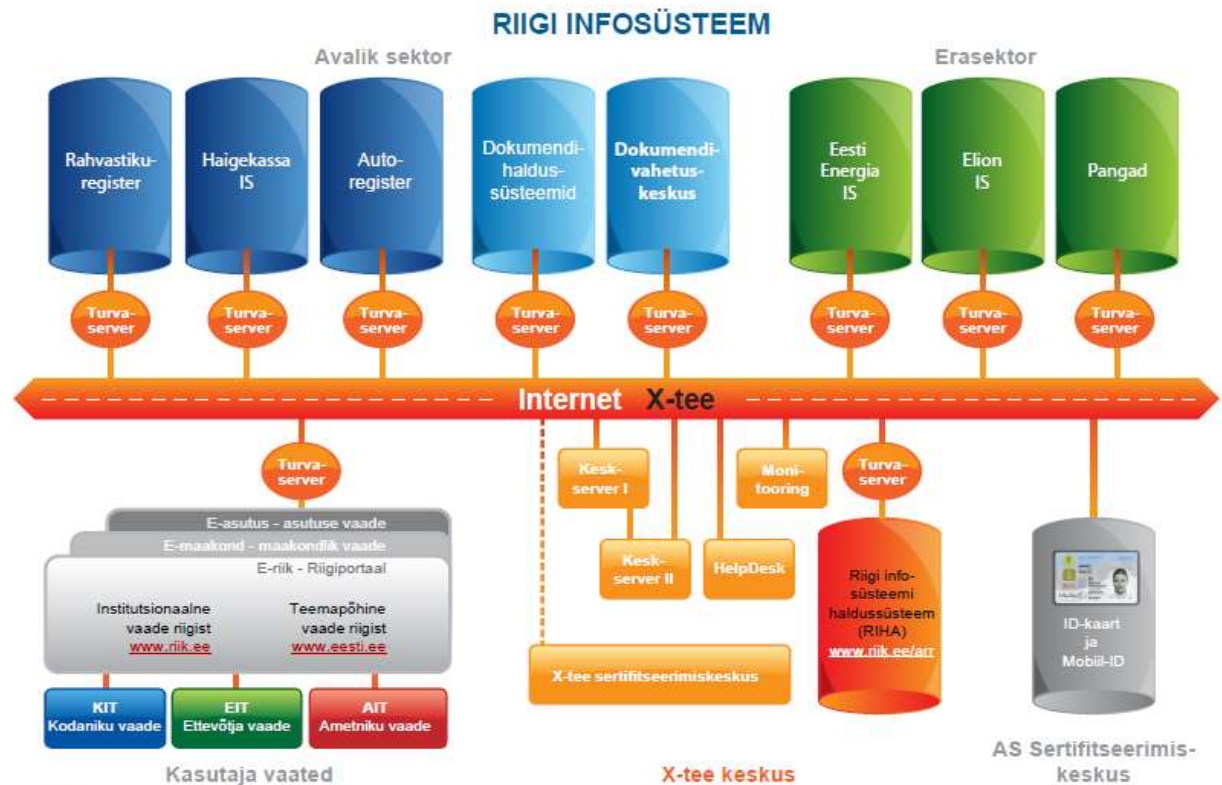 RIIGI INFOSÜSTEEM
Avalik sektor
Erasektor
Rahvastiku-
register
Haigekassa
IS
Auto-
register
Dokumendi-
haldus-
süsteemid
Dokumendi-
vahetus-
keskus
Eesti
Energia
IS
Elion
IS
Pangad
Turva-
server
Turva-
server
Turva-
server
Turva-
server
Turva-
server
Turva-
server
Turva-
server
Turva-
server
Internet X-tee
Turva-
server
E-asutus - asutuse vaade
E-maakond - maakondlik vaade
E-riik - Riigiportaal
Institutsionaalne
vaade riigist
www.riik.ee
Teemapõhine
vaade riigist
www.eesti.ee
KIT
Kodaniku vaade
EIT
Ettevõtja vaade
AIT
Ametniku vaade
Kasutaja vaated
Kesk-
server I
Kesk-
server II
HelpDesk
Moni-
tooring
X-tee sertifitseerimiskeskus
Turva-
server
Riigi info-
süsteemi
haldussüsteem
(RIHA)
www.riik.ee/arr
X-tee keskus
ID-kaart
ja
Mobiil-ID
AS Sertifitseerimis-
keskus